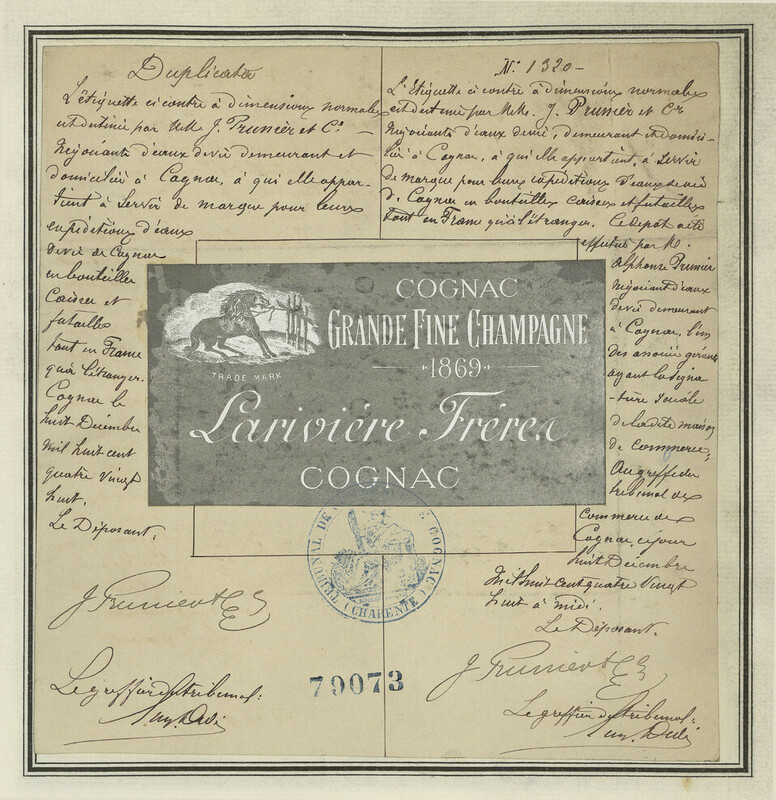 Duplicata
L'étiquette ci contre à dimensions normales
est destinée par MM. J. Prunier et Cie
Négociants d'eaux de vie demeurant et
domiciliés à Cognac, à qui elle appar-
tient à servir de marque pour leurs
expéditions d'eaux
de vie de Cognac
en bouteilles
Caisses et
futailles
tant en France
qu'à l'étranger.
Cognac le
huit Décembre
Mil huit cent
quatre vingt
huit.
Le Déposant.
J. Prunier & Cie
Le greffier du tribunal:
N° 1320 -
L'étiquette ci contre à dimensions normales
est destinée par MM. J. Prunier et Cie
Négociants d'eaux de vie, demeurant et domici-
liés à Cognac, à qui elle appartient, à servir
de marque pour leurs expéditions d'eaux de vie
de Cognac en bouteilles caisses et futailles
tant en France qu'à l'étranger. Ce dépôt a été
effectué par M.
Alphonse Prunier
Négociant d'eaux
de vie demeurant
à Cognac, l'un
des associés gérants
ayant la signa
-ture sociale
de la dite maison
de commerce,
Au greffe du
tribunal de
Commerce de
Cognac, ce jour
huit Décembre
Mil huit cent quatre vingt
huit à midi.
Le Déposant.
J. Prunier & Cie
Le greffier du tribunal:
COGNAC
GRANDE FINE CHAMPAGNE
1869
TRADE MARK
Larivière Frères
COGNAC
TRIBUNAL DE COGNAC
(CHARENTE)
79073